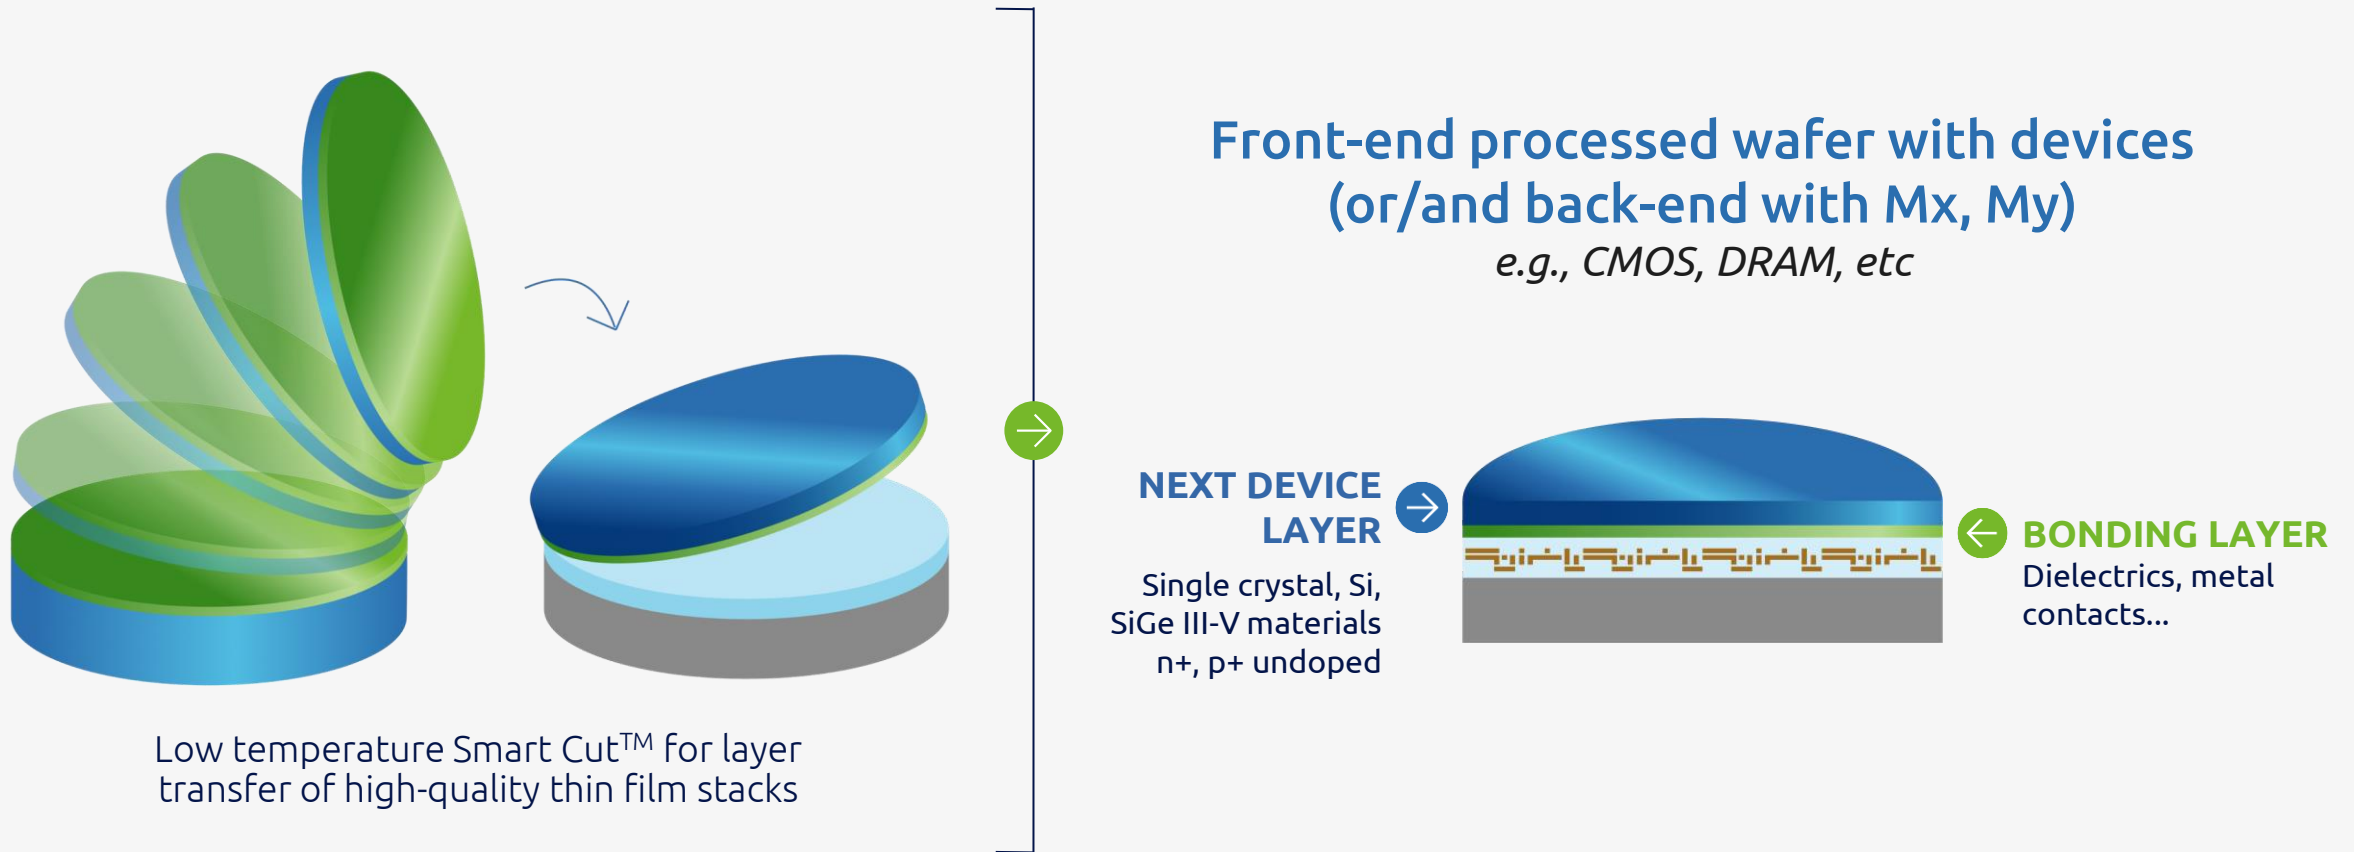 Low temperature Smart Cut™ for layer
transfer of high-quality thin film stacks
Front-end processed wafer with devices
(or/and back-end with Mx, My)
e.g., CMOS, DRAM, etc
NEXT DEVICE
LAYER
Single crystal, Si,
SiGe III-V materials
n+, p+ undoped
BONDING LAYER
Dielectrics, metal
contacts...